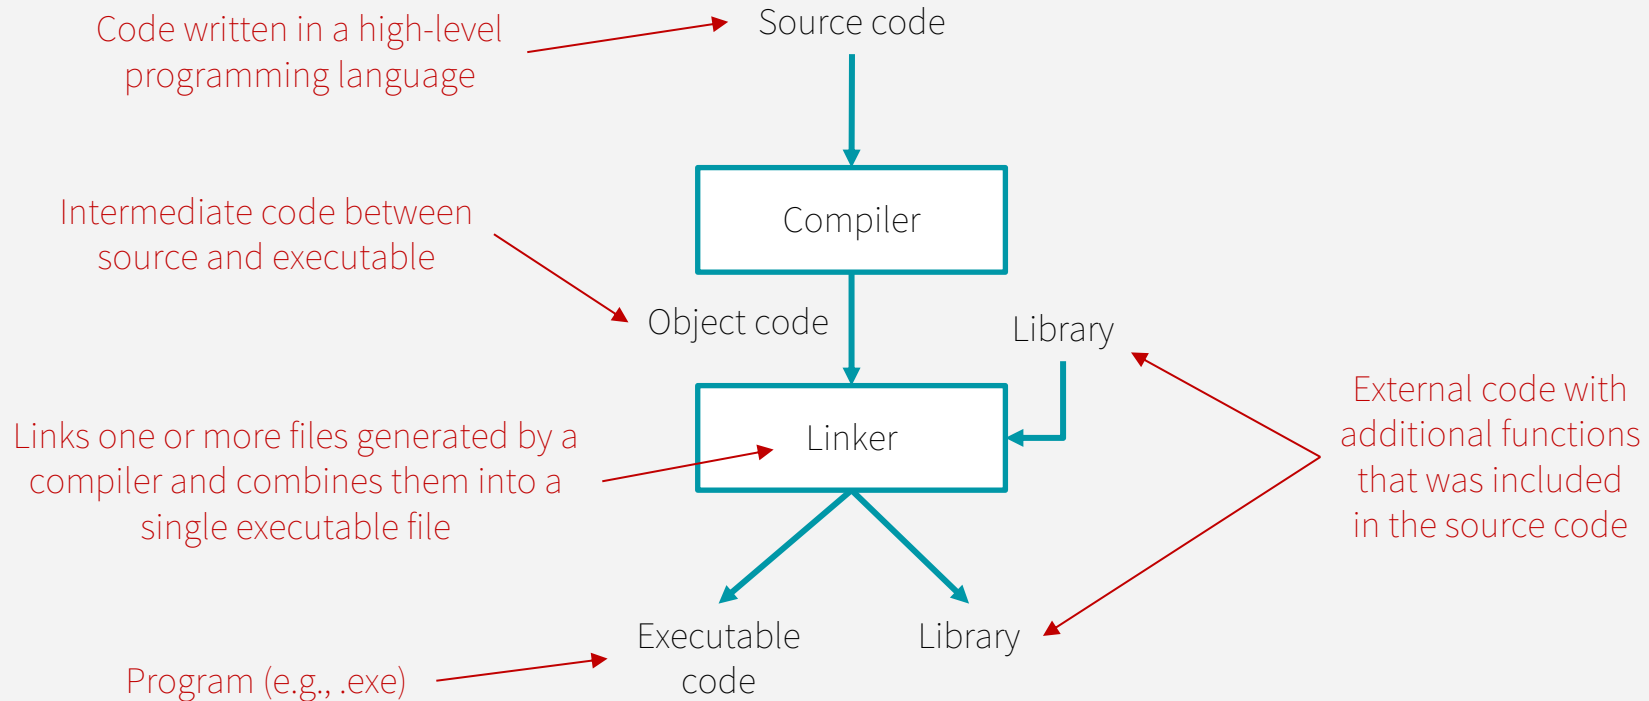 Source code
Code written in a high-level
programming language
Compiler
Intermediate code between
source and executable
Object code
Library
Linker
Links one or more files generated by a
compiler and combines them into a
single executable file
External code with
additional functions
that was included
in the source code
Executable
code
Library
Program (e.g., .exe)